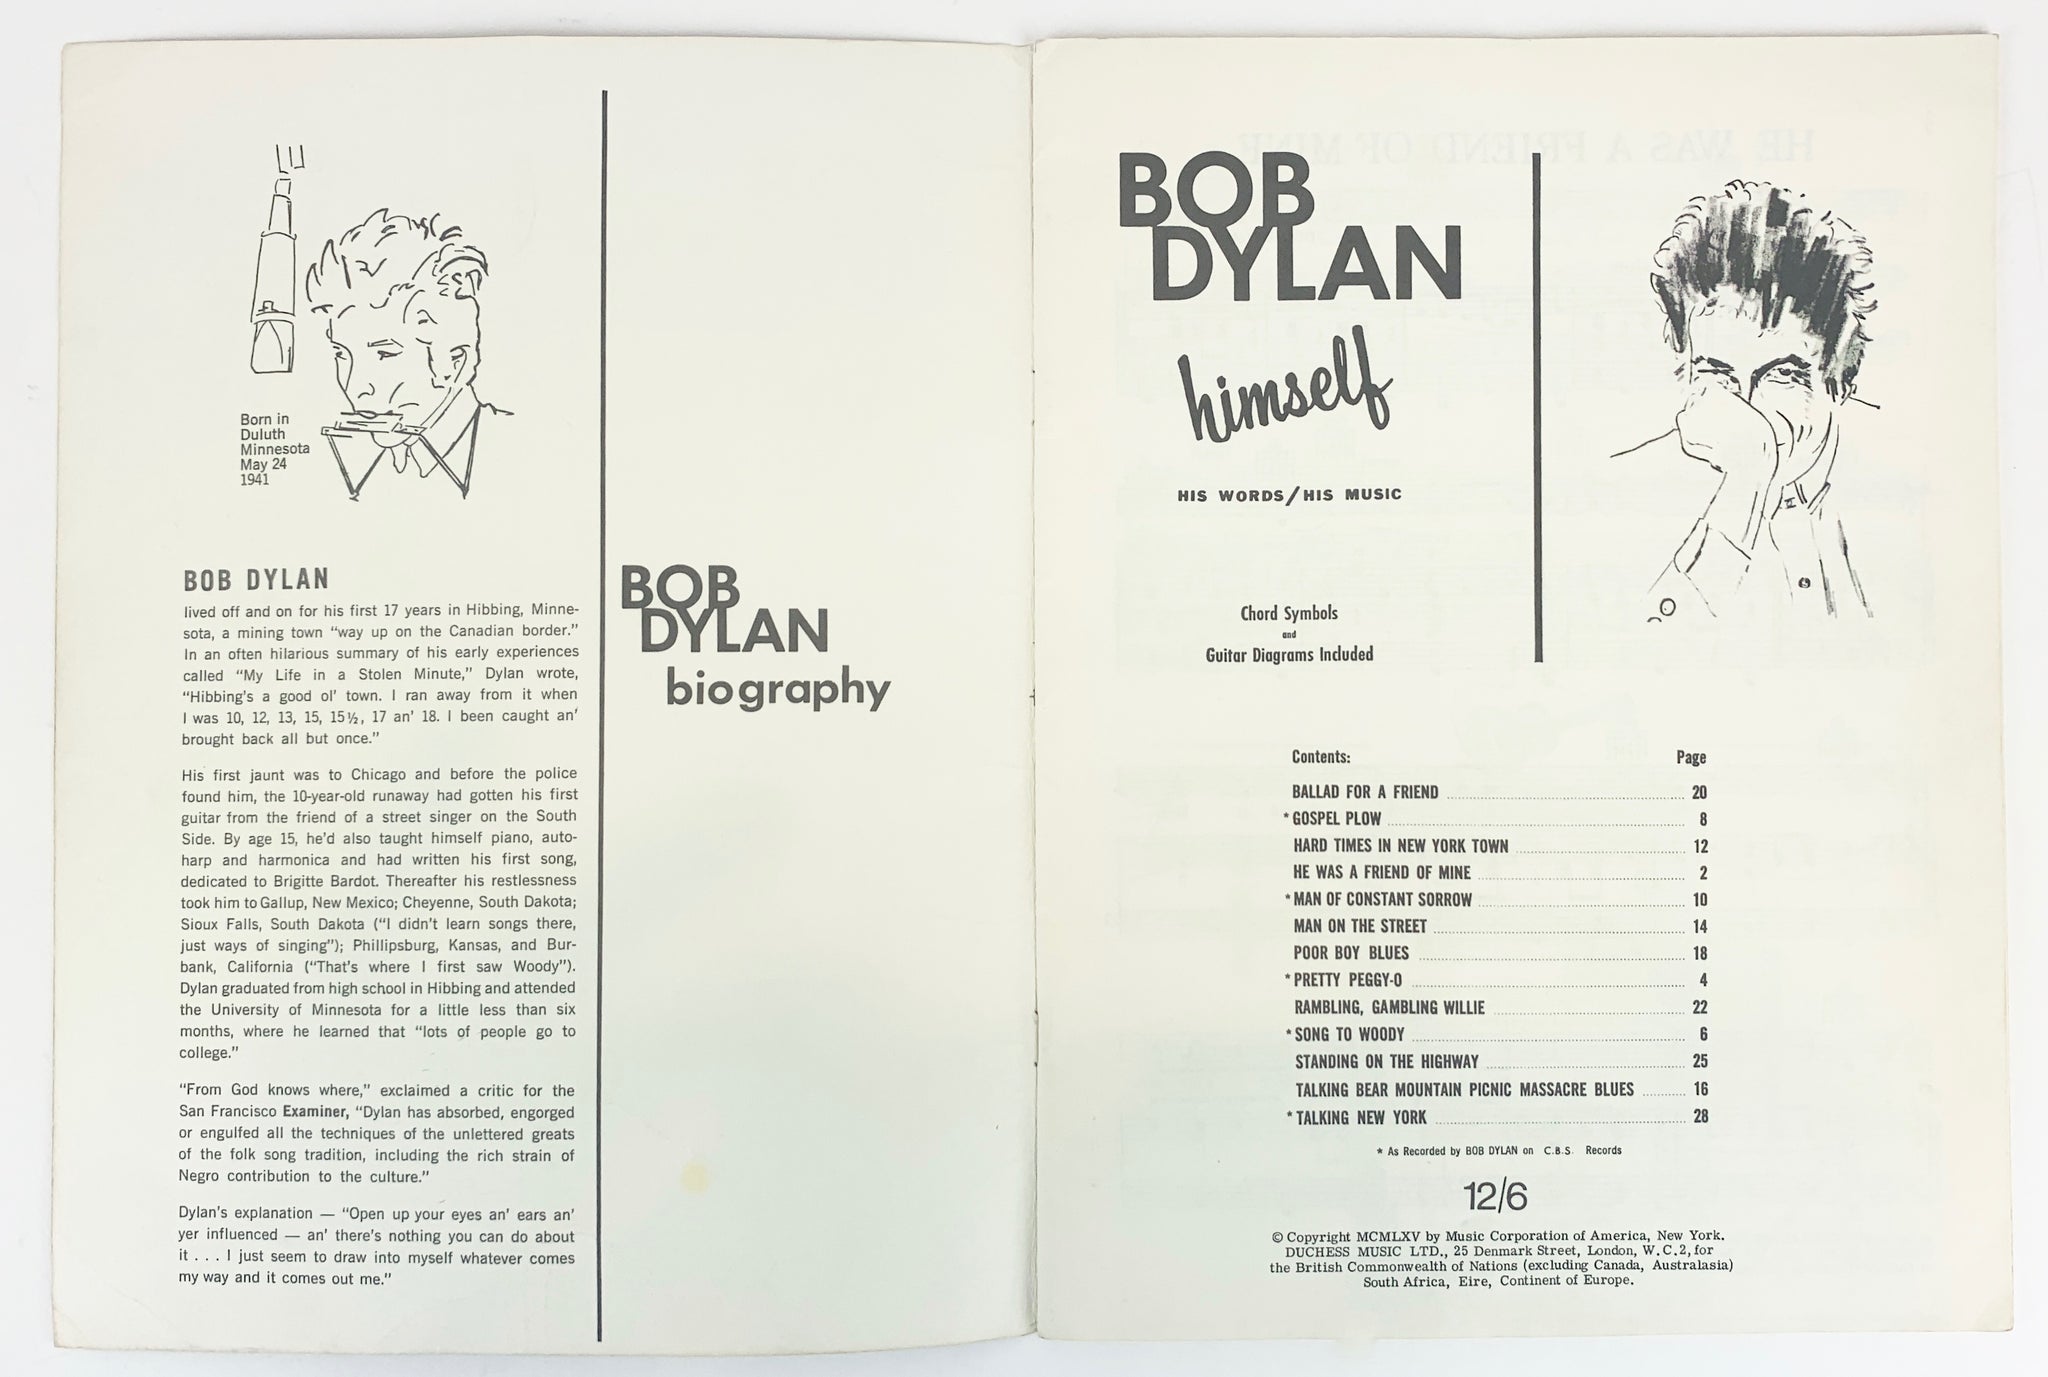 Born in
Duluth
Minnesota
May 24
1941
BOB DYLAN
lived off and on for his first 17 years in Hibbing, Minne-
sota, a mining town “way up on the Canadian border.”
In an often hilarious summary of his early experiences
called “My Life in a Stolen Minute,” Dylan wrote,
“Hibbing’s a good ol’ town. I ran away from it when
I was 10, 12, 13, 15, 15½, 17 an’ 18. I been caught an’
brought back all but once.”
His first jaunt was to Chicago and before the police
found him, the 10-year-old runaway had gotten his first
guitar from the friend of a street singer on the South
Side. By age 15, he’d also taught himself piano, auto-
harp and harmonica and had written his first song,
dedicated to Brigitte Bardot. Thereafter his restlessness
took him to Gallup, New Mexico; Cheyenne, South Dakota;
Sioux Falls, South Dakota (“I didn’t learn songs there,
just ways of singing”); Phillipsburg, Kansas, and Bur-
bank, California (“That’s where I first saw Woody”).
Dylan graduated from high school in Hibbing and attended
the University of Minnesota for a little less than six
months, where he learned that “lots of people go to
college.”
“From God knows where,” exclaimed a critic for the
San Francisco Examiner, “Dylan has absorbed, engorged
or engulfed all the techniques of the unlettered greats
of the folk song tradition, including the rich strain of
Negro contribution to the culture.”
Dylan’s explanation — “Open up your eyes an’ ears an’
yer influenced — an’ there’s nothing you can do about
it . . . I just seem to draw into myself whatever comes
my way and it comes out me.”
BOB
DYLAN
biography
HE WAS A FRIEND OF MINE
BOB
DYLAN
himself
HIS WORDS/HIS MUSIC
Chord Symbols
and
Guitar Diagrams Included
Contents: Page
BALLAD FOR A FRIEND 20
* GOSPEL PLOW 8
HARD TIMES IN NEW YORK TOWN 12
HE WAS A FRIEND OF MINE 2
* MAN OF CONSTANT SORROW 10
MAN ON THE STREET 14
POOR BOY BLUES 18
* PRETTY PEGGY-O 4
RAMBLING, GAMBLING WILLIE 22
* SONG TO WOODY 6
STANDING ON THE HIGHWAY 25
TALKING BEAR MOUNTAIN PICNIC MASSACRE BLUES 16
* TALKING NEW YORK 28
* As Recorded by BOB DYLAN on C.B.S. Records
12/6
© Copyright MCMLXV by Music Corporation of America, New York.
DUCHESS MUSIC LTD., 25 Denmark Street, London, W.C.2, for
the British Commonwealth of Nations (excluding Canada, Australasia)
South Africa, Eire, Continent of Europe.